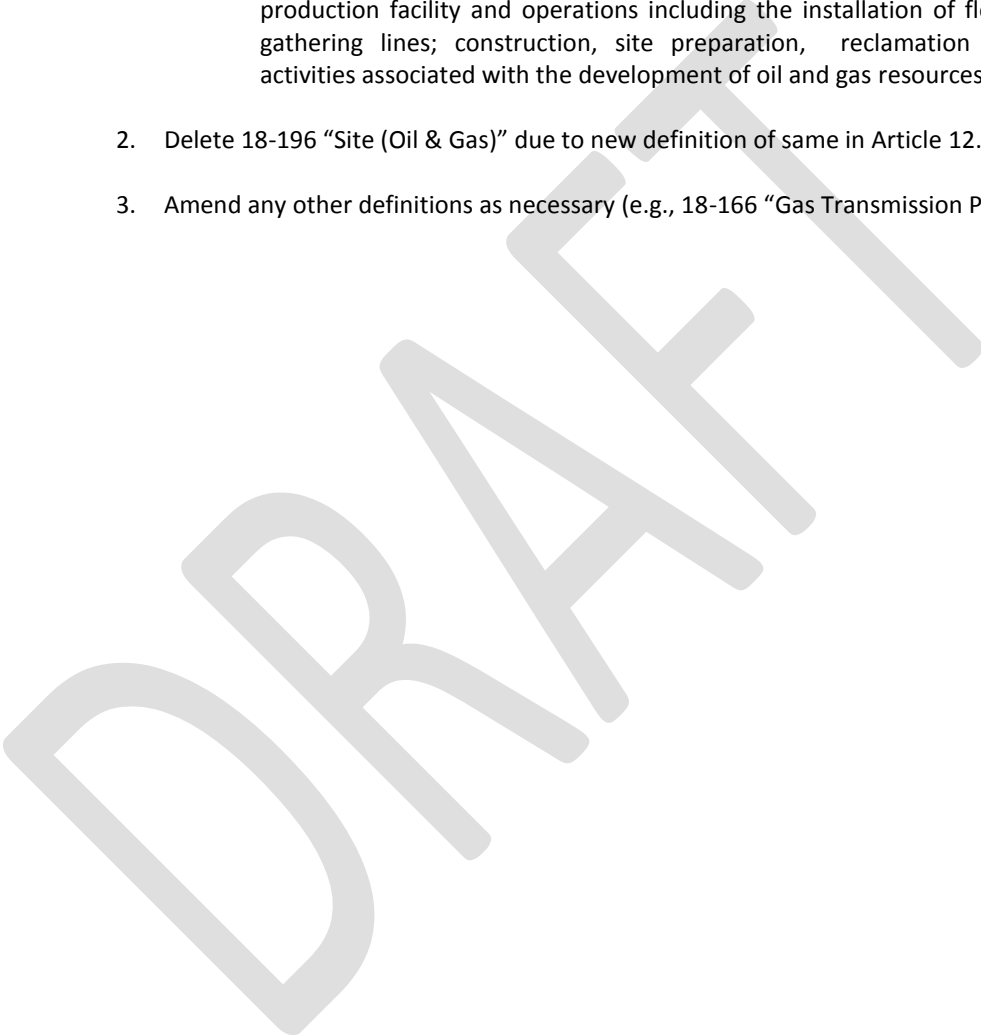 production facility and operations including the installation of
gathering lines; construction, site preparation, reclamation
activities associated with the development of oil and gas resources
2. Delete 18-196 “Site (Oil & Gas)” due to new definition of same in Article 12.
3. Amend any other definitions as necessary (e.g., 18-166 “Gas Transmission
DRAFT